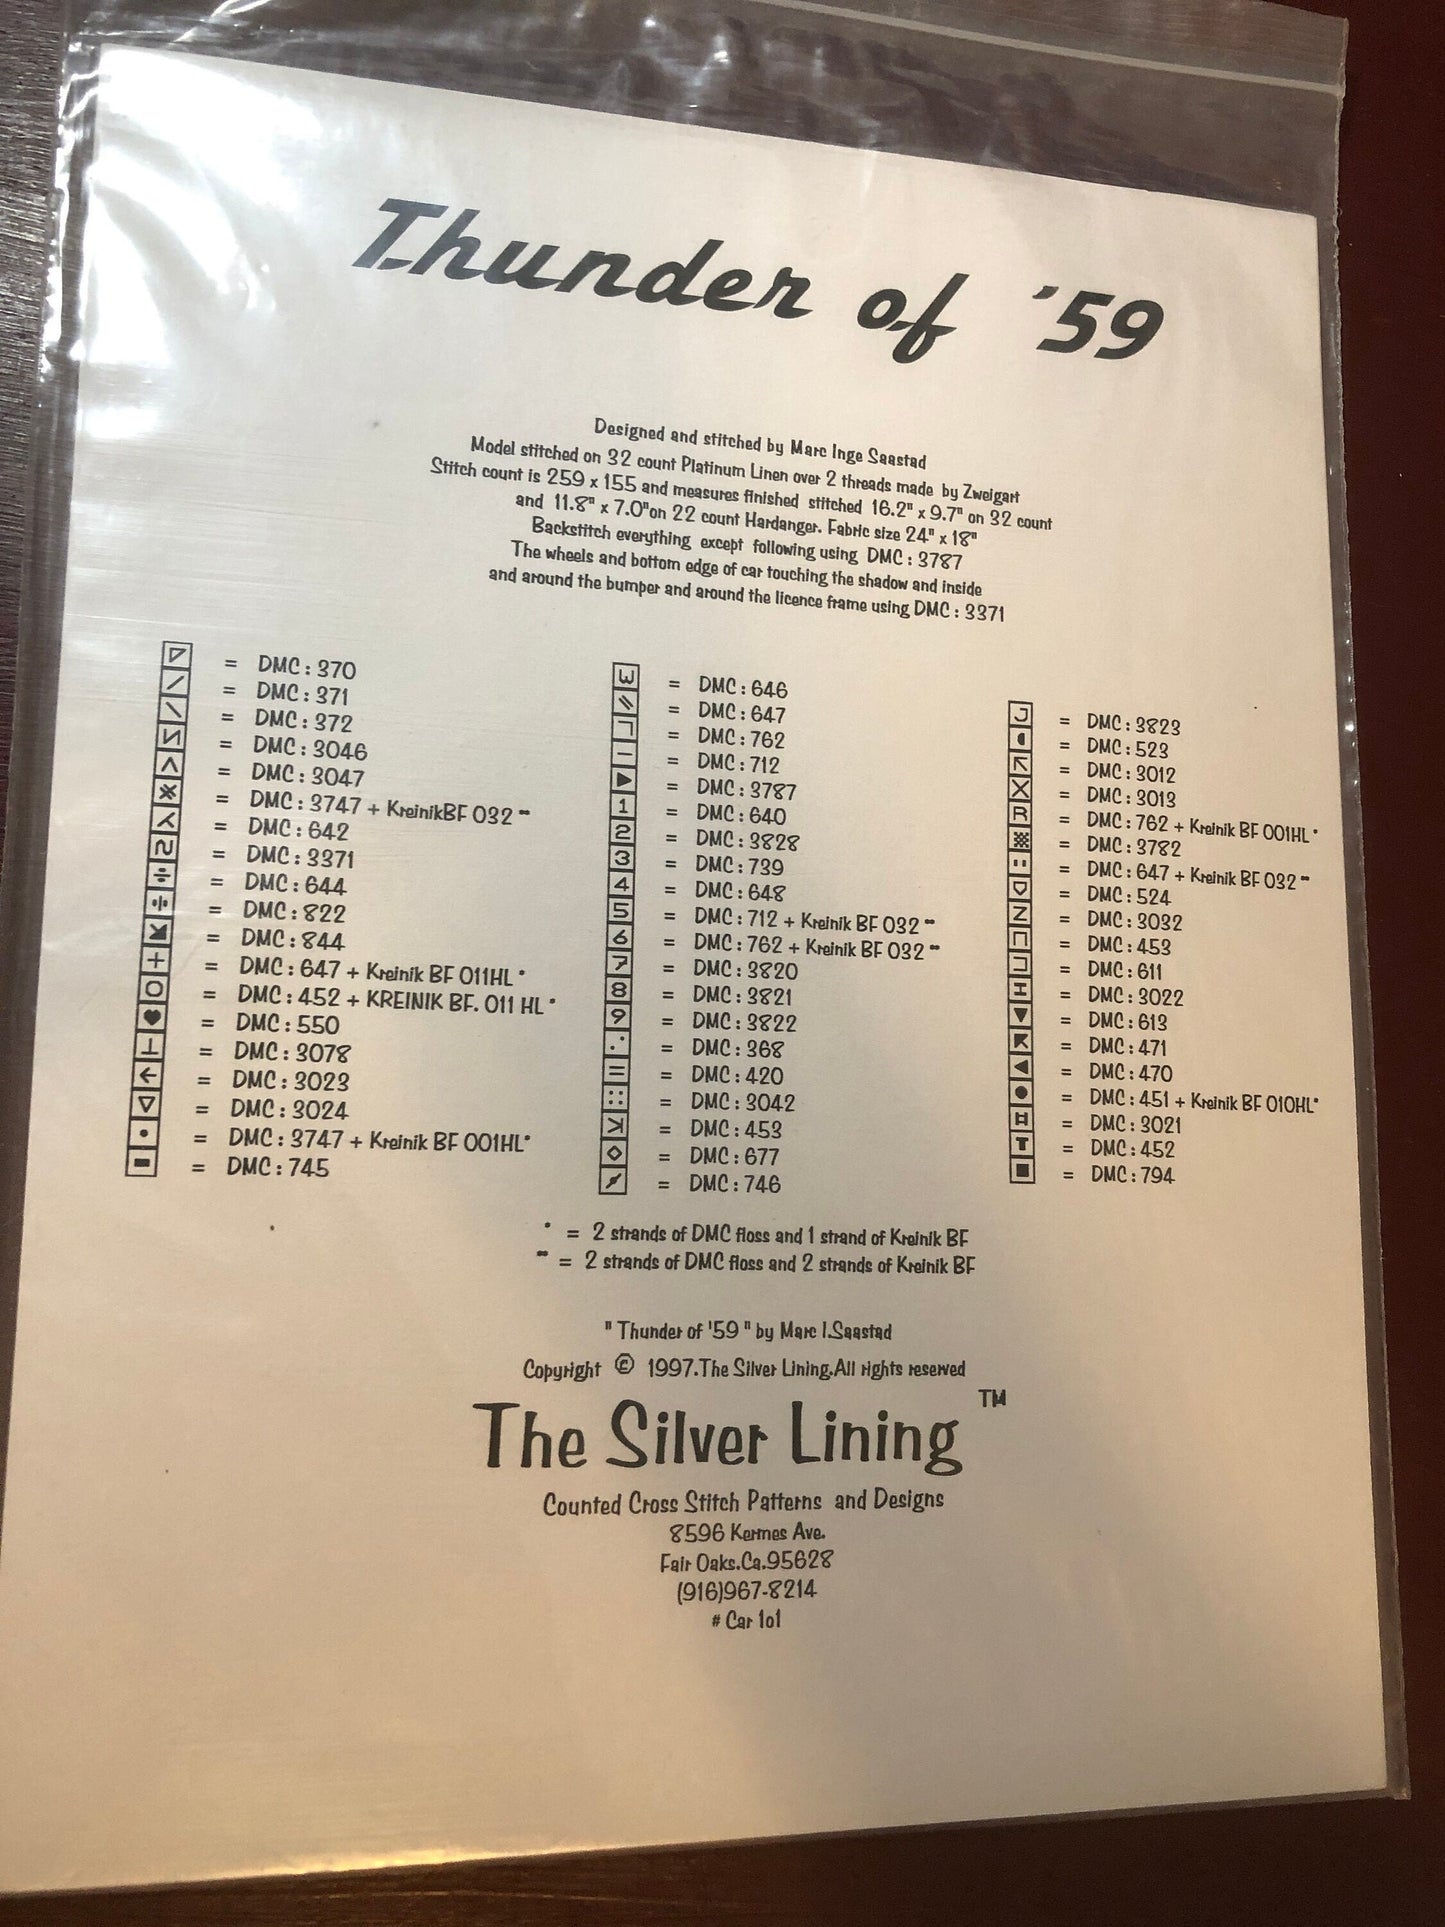 Thunder of '59
Designed and stitched by Marc Inge Saastad
Model stitched on 32 count Platinum Linen over 2 threads made by Zweigart
Stitch count is 259 x 155 and measures finished stitched 16.2" x 9.7" on 32 count
and 11.8" x 7.0"on 22 count Hardanger. Fabric size 24" x 18"
Backstitch everything except following using DMC : 3787
The wheels and bottom edge of car touching the shadow and inside
and around the bumper and around the licence frame using DMC : 3371
= DMC : 370
= DMC : 371
= DMC : 372
= DMC : 3046
= DMC : 3047
= DMC : 3747 + KreinikBF 032 **
= DMC : 642
= DMC : 3371
÷ = DMC : 644
= DMC : 822
= DMC : 844
+ = DMC : 647 + Kreinik BF 011HL *
O = DMC : 452 + KREINIK BF. 011 HL *
♥ = DMC : 550
⊥ = DMC : 3078
← = DMC : 3023
▽ = DMC : 3024
• = DMC : 3747 + Kreinik BF 001HL*
= DMC : 745
= DMC : 646
= DMC : 647
= DMC : 762
– = DMC : 712
▶ = DMC : 3787
1 = DMC : 640
2 = DMC : 3828
3 = DMC : 739
4 = DMC : 648
5 = DMC : 712 + Kreinik BF 032 **
6 = DMC : 762 + Kreinik BF 032 **
7 = DMC : 3820
8 = DMC : 3821
9 = DMC : 3822
= DMC : 368
= = DMC : 420
:: = DMC : 3042
= DMC : 453
◇ = DMC : 677
= DMC : 746
= DMC : 3823
= DMC : 523
= DMC : 3012
X = DMC : 3013
R = DMC : 762 + Kreinik BF 001HL *
= DMC : 3782
:: = DMC : 647 + Kreinik BF 032 **
= DMC : 524
Z = DMC : 3032
= DMC : 453
= DMC : 611
= DMC : 3022
▼ = DMC : 613
= DMC : 471
◀ = DMC : 470
● = DMC : 451 + Kreinik BF 010HL*
= DMC : 3021
T = DMC : 452
■ = DMC : 794
* = 2 strands of DMC floss and 1 strand of Kreinik BF
** = 2 strands of DMC floss and 2 strands of Kreinik BF
" Thunder of '59 " by Marc I.Saastad
Copyright © 1997.The Silver Lining.All rights reserved
The Silver Lining TM
Counted Cross Stitch Patterns and Designs
8596 Kermes Ave.
Fair Oaks.Ca.95628
(916)967-8214
# Car 1o1